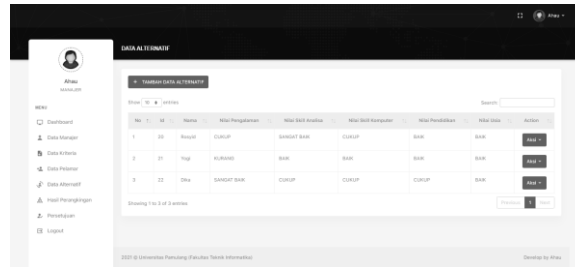 Ahau
DATA ALTERNATIF
Ahau
MANAJER
MENU
Dashboard
Data Manajer
Data Kriteria
Data Pelamar
Data Alternatif
Hasil Perangkingan
Persetujuan
Logout
+ TAMBAH DATA ALTERNATIF
Show 10 entries
Search:
No Id Nama Nilai Pengalaman Nilai Skill Analisa Nilai Skill Komputer Nilai Pendidikan Nilai Usia Action
1 20 CUKUP SANGAT BAIK CUKUP BAIK BAIK Aksi
2 21 Yogi KURANG BAIK CUKUP BAIK BAIK Aksi
3 22 Dika SANGAT BAIK CUKUP CUKUP CUKUP BAIK Aksi
Showing 1 to 3 of 3 entries
Previous 1 Next
2021 © Universitas Pamulang (Fakultas Teknik Informatika)
Develop by Ahau